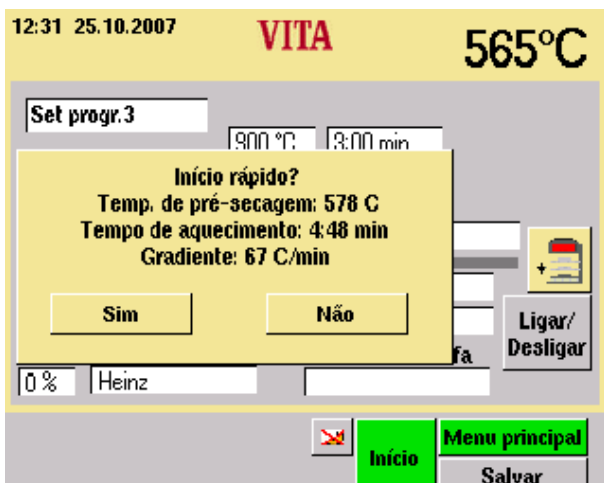 12:31 25.10.2007
VITA
565°C
Set progr.3
900 °C
3:00 min
Início rápido?
Temp. de pré-secagem: 578 C
Tempo de aquecimento: 4:48 min
Gradiente: 67 C/min
Sim
Não
Ligar/
Desligar
fa
0 %
Heinz
Início
Menu principal
Salvar